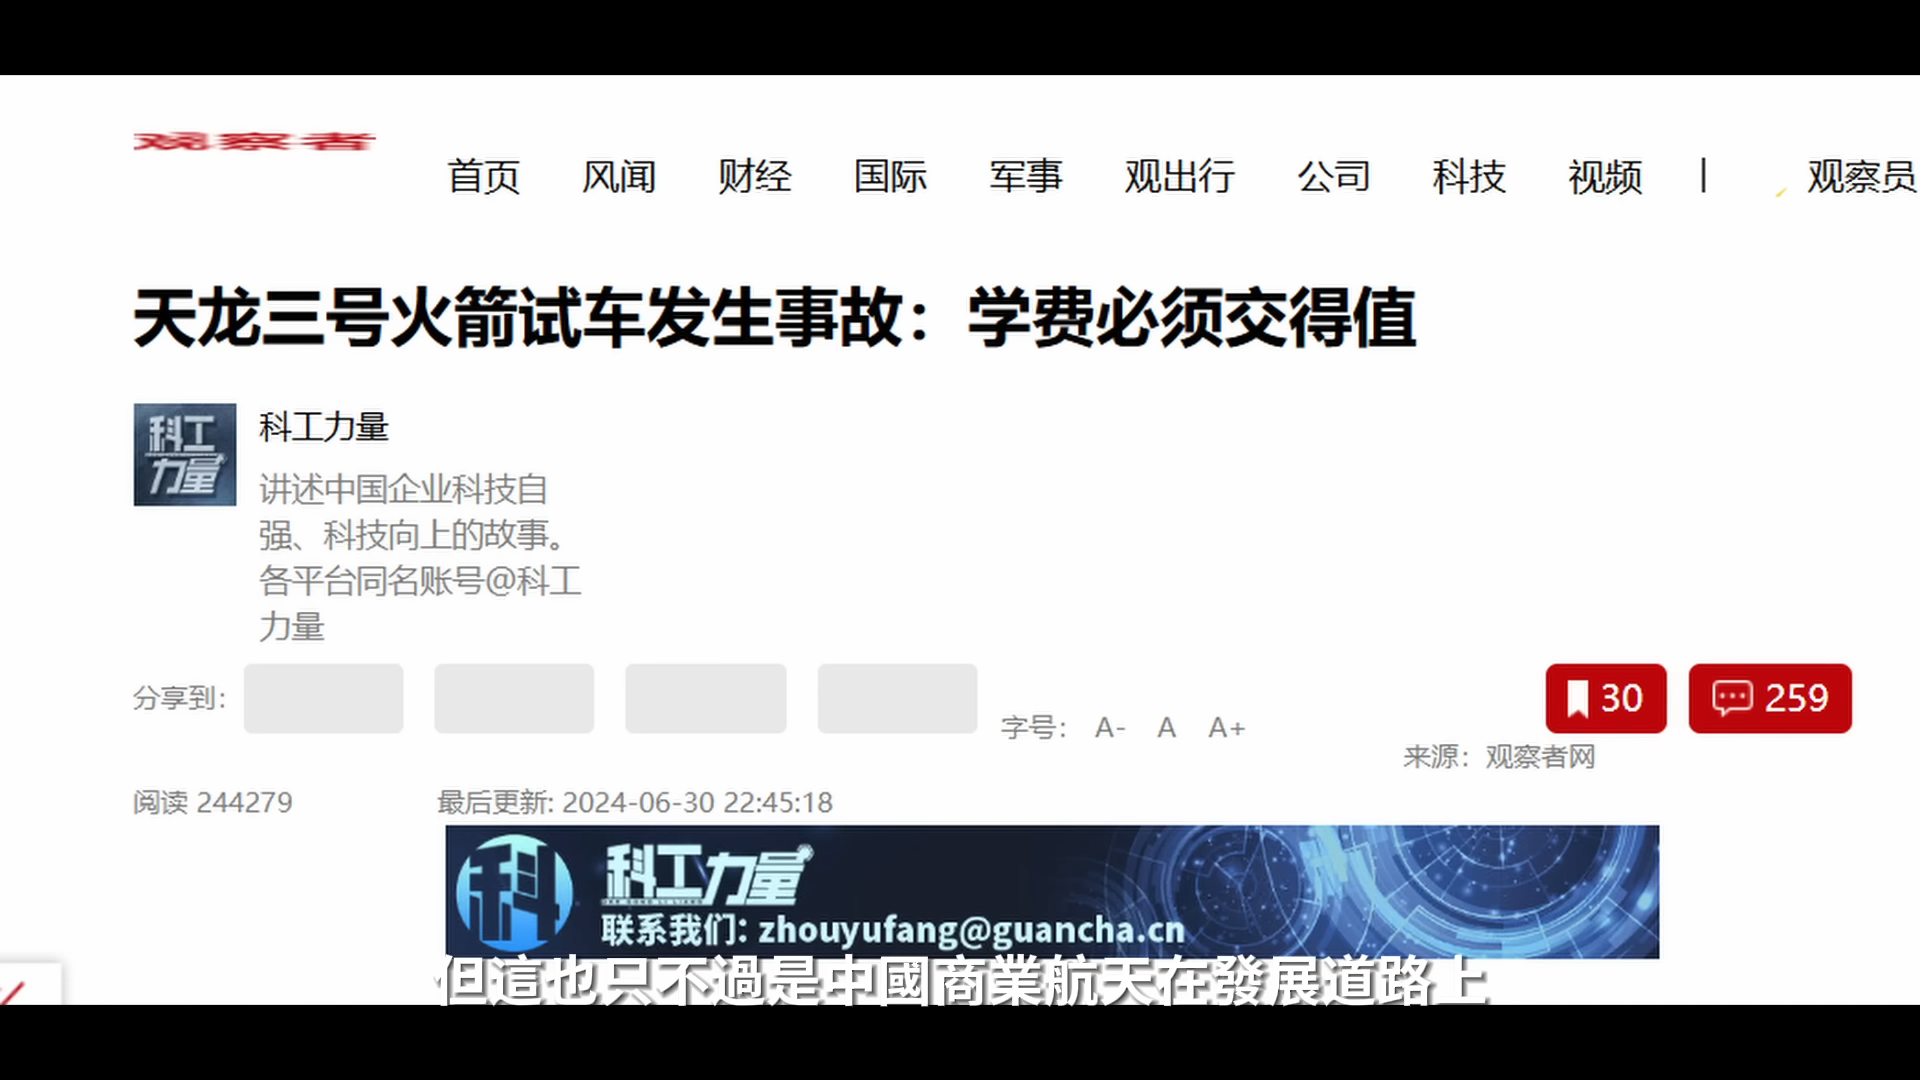 观察者
首页 风闻 财经 国际 军事 观出行 公司 科技 视频 | 观察员
天龙三号火箭试车发生事故：学费必须交得值
科工力量
科工力量
讲述中国企业科技自
强、科技向上的故事。
各平台同名账号@科工
力量
分享到：
字号： A- A A+
30
259
来源：观察者网
阅读 244279
最后更新: 2024-06-30 22:45:18
科
科工力量
联系我们: zhouyufang@guancha.cn
但這也只不過是中國商業航天在發展道路上